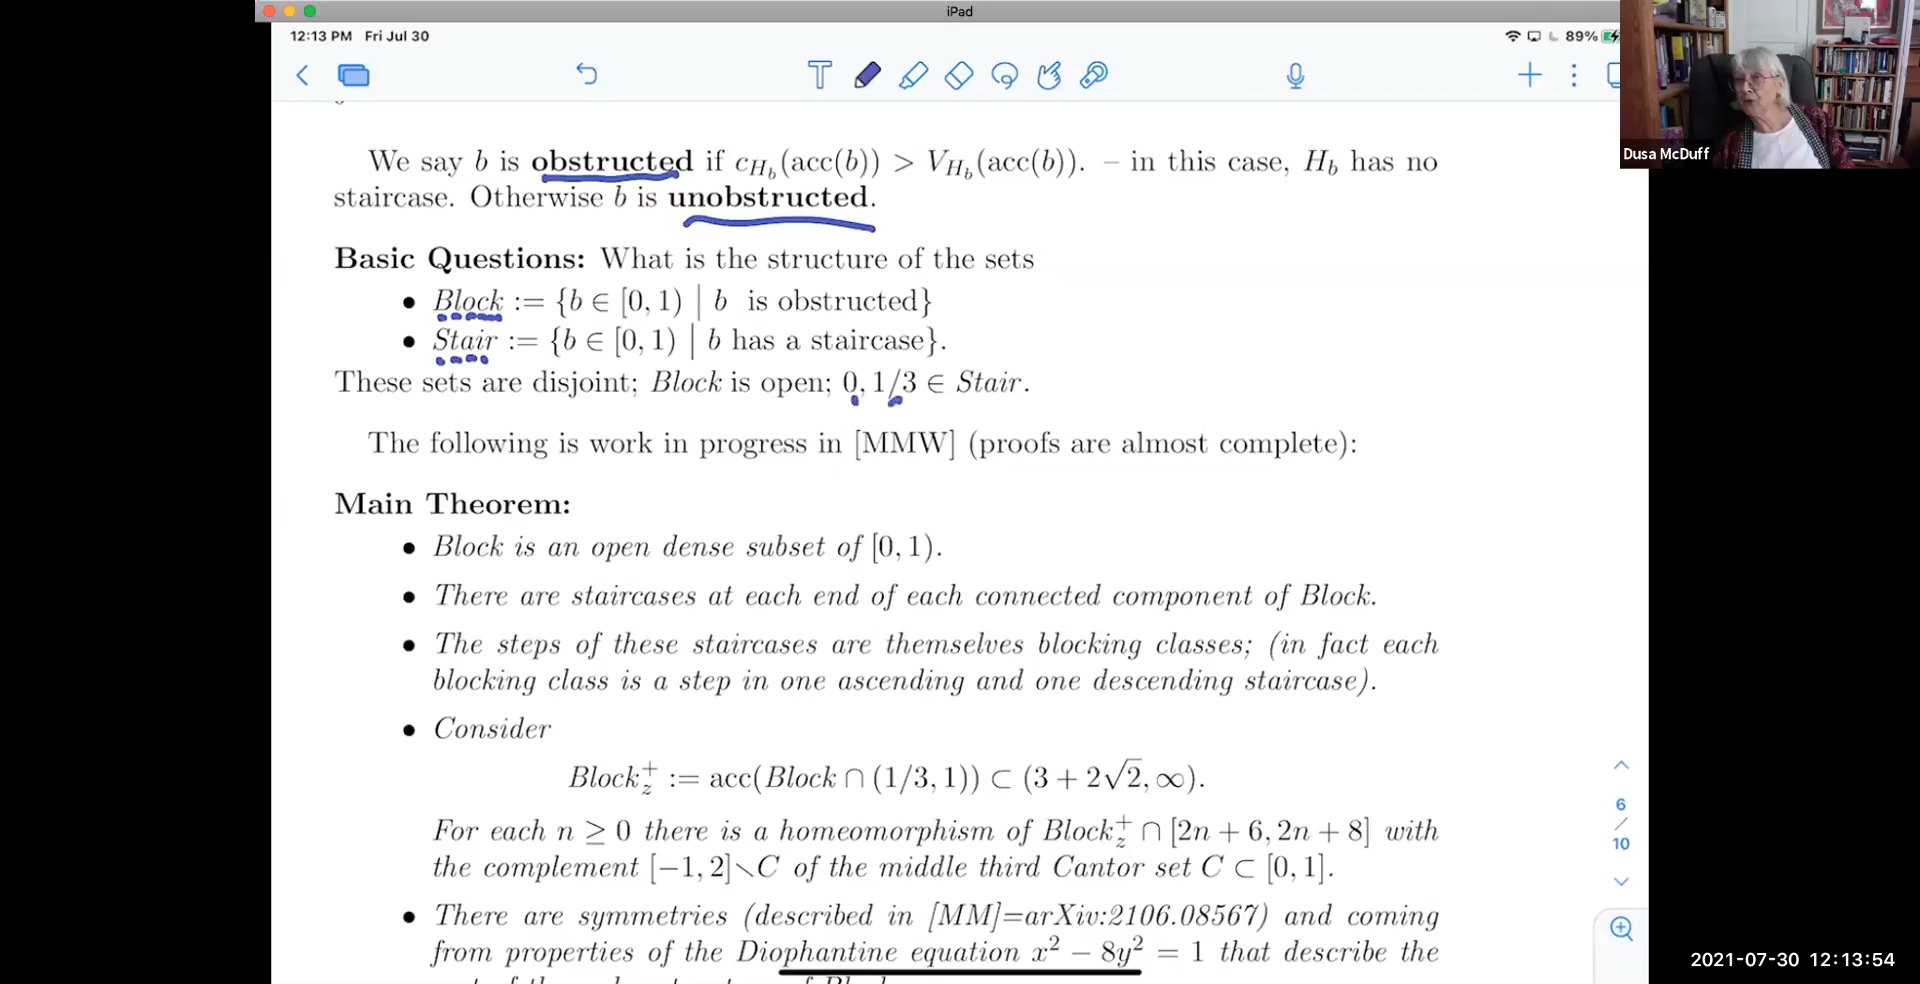 iPad
12:13 PM Fri Jul 30
89%
Dusa McDuff
We say b is obstructed if c_{H_b}(acc(b)) > V_{H_b}(acc(b)). – in this case, H_b has no
staircase. Otherwise b is unobstructed.
Basic Questions: What is the structure of the sets
• Block := {b ∈ [0, 1) | b is obstructed}
• Stair := {b ∈ [0, 1) | b has a staircase}.
These sets are disjoint; Block is open; 0, 1/3 ∈ Stair.
The following is work in progress in [MMW] (proofs are almost complete):
Main Theorem:
• Block is an open dense subset of [0, 1).
• There are staircases at each end of each connected component of Block.
• The steps of these staircases are themselves blocking classes; (in fact each
blocking class is a step in one ascending and one descending staircase).
• Consider
Block_z^+ := acc(Block ∩ (1/3, 1)) ⊂ (3 + 2√2, ∞).
For each n ≥ 0 there is a homeomorphism of Block_z^+ ∩ [2n + 6, 2n + 8] with
the complement [−1, 2]∖C of the middle third Cantor set C ⊂ [0, 1].
• There are symmetries (described in [MM]=arXiv:2106.08567) and coming
from properties of the Diophantine equation x² − 8y² = 1 that describe the
6
/
10
2021-07-30 12:13:54